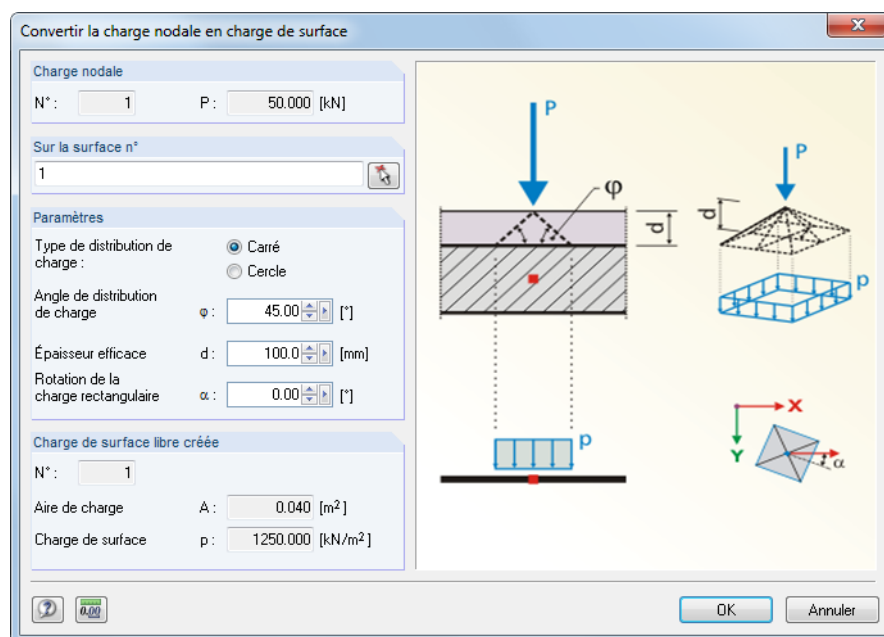 Convertir la charge nodale en charge de surface
Charge nodale
N° : 1 P : 50.000 [kN]
Sur la surface n°
1
Paramètres
Type de distribution de charge :
Carré
Cercle
Angle de distribution de charge φ : 45.00 [°]
Épaisseur efficace d : 100.0 [mm]
Rotation de la charge rectangulaire α : 0.00 [°]
Charge de surface libre créée
N° : 1
Aire de charge A : 0.040 [m²]
Charge de surface p : 1250.000 [kN/m²]
P
φ
d
p
P
d
p
X
Y
α
0.00
OK
Annuler